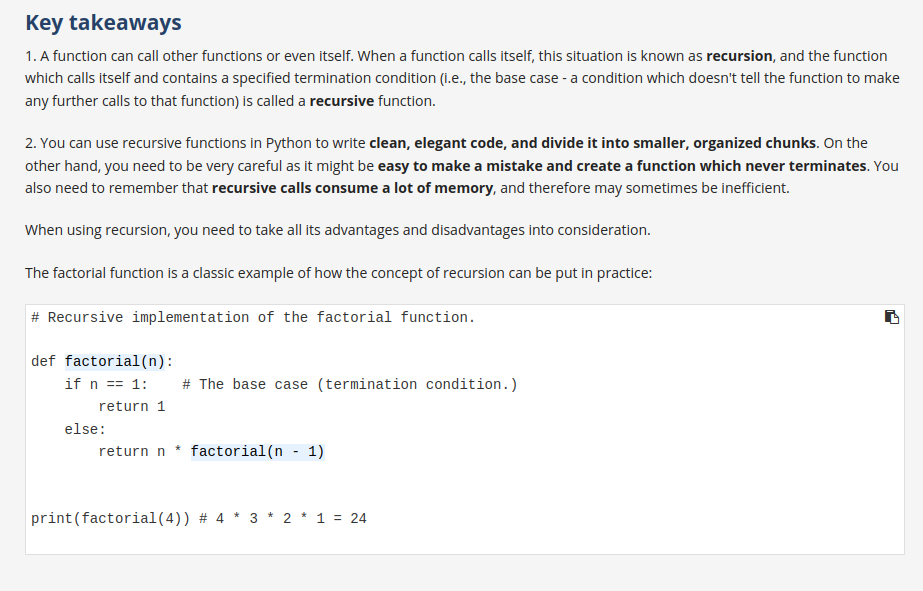 Key takeaways
1. A function can call other functions or even itself. When a function calls itself, this situation is known as recursion, and the function
which calls itself and contains a specified termination condition (i.e., the base case - a condition which doesn't tell the function to make
any further calls to that function) is called a recursive function.
2. You can use recursive functions in Python to write clean, elegant code, and divide it into smaller, organized chunks. On the
other hand, you need to be very careful as it might be easy to make a mistake and create a function which never terminates. You
also need to remember that recursive calls consume a lot of memory, and therefore may sometimes be inefficient.
When using recursion, you need to take all its advantages and disadvantages into consideration.
The factorial function is a classic example of how the concept of recursion can be put in practice:
# Recursive implementation of the factorial function.
def factorial(n):
    if n == 1:    # The base case (termination condition.)
        return 1
    else:
        return n * factorial(n - 1)
print(factorial(4)) # 4 * 3 * 2 * 1 = 24